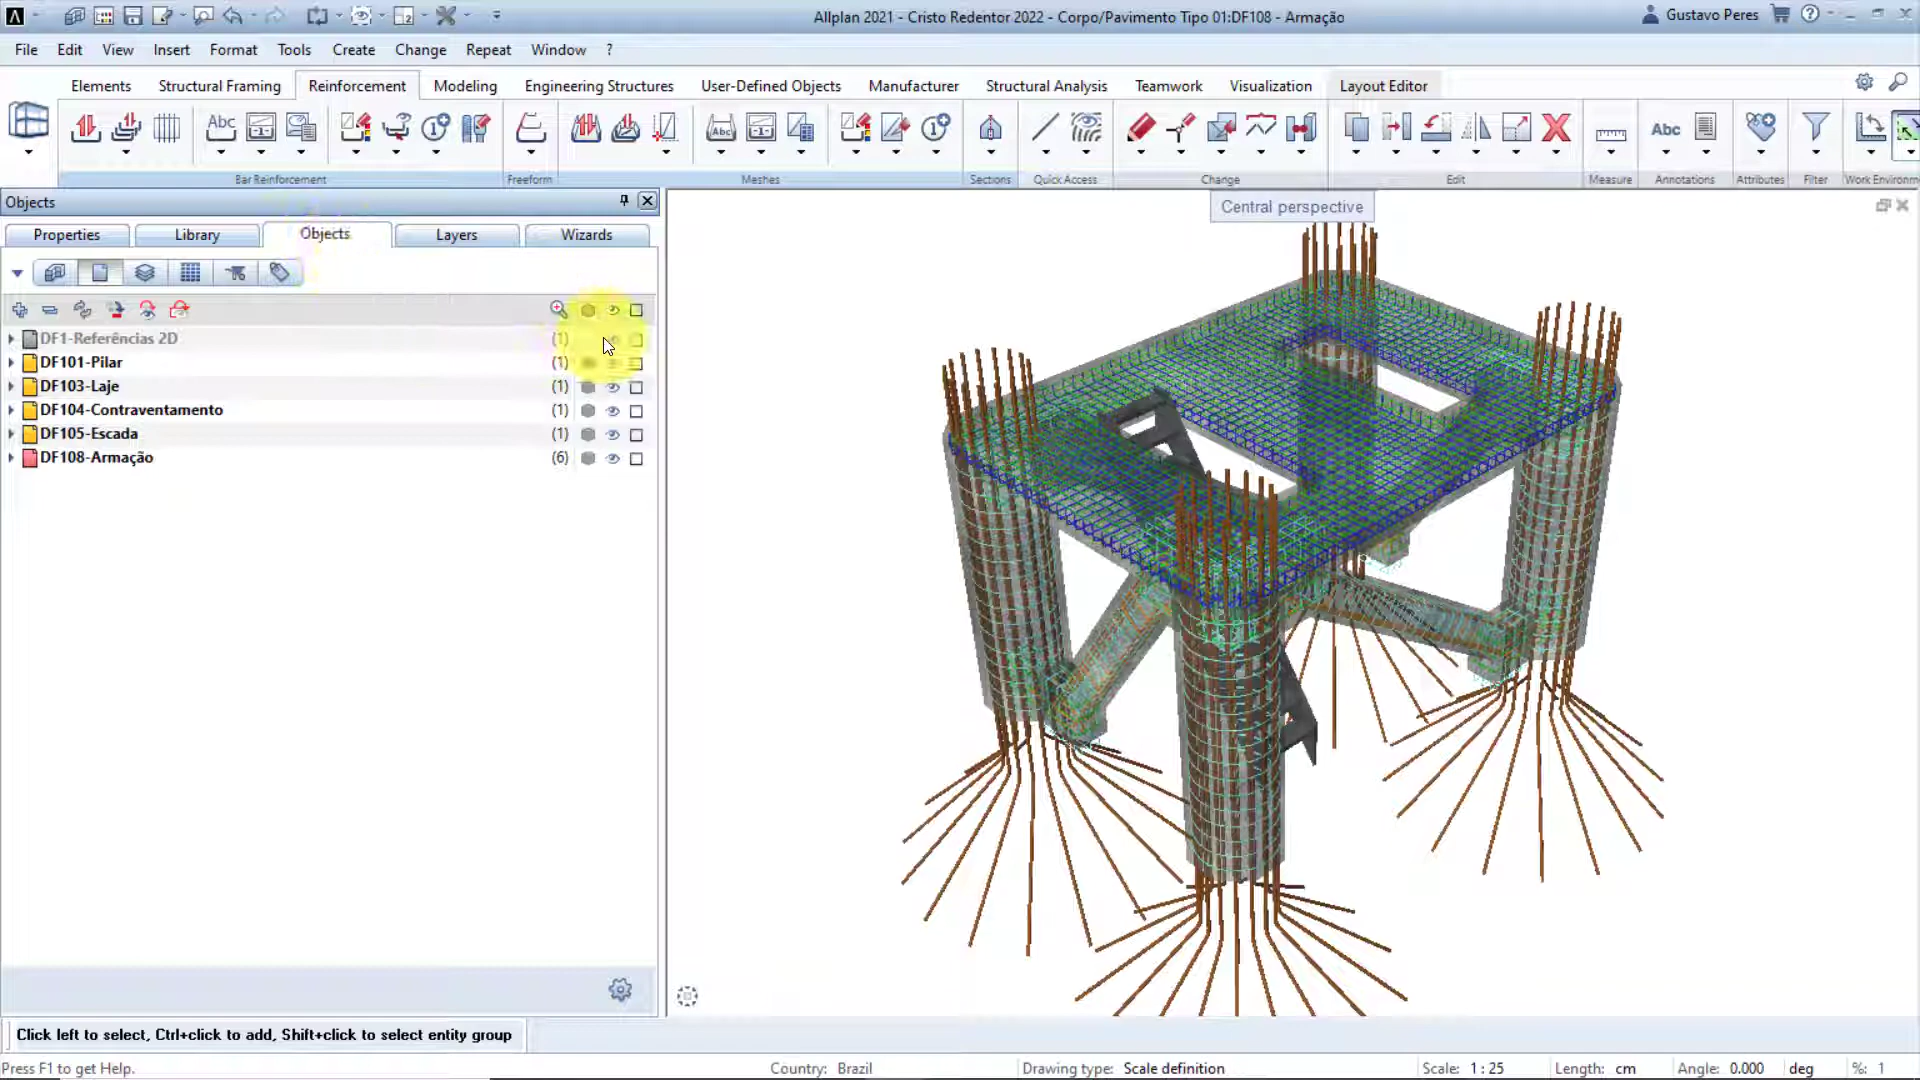 Allplan 2021 - Cristo Redentor 2022 - Corpo/Pavimento Tipo 01:DF108 - Armação
Gustavo Peres
File Edit View Insert Format Tools Create Change Repeat Window ?
Elements Structural Framing Reinforcement Modeling Engineering Structures User-Defined Objects Manufacturer Structural Analysis Teamwork Visualization Layout Editor
Abc Abc Abc
Bar Reinforcement Freeform Meshes Sections Quick Access Change Edit Measure Annotations Attributes Filter Work Environm
Objects
Central perspective
Properties Library Objects Layers Wizards
DF1-Referências 2D (1)
DF101-Pilar (1)
DF103-Laje (1)
DF104-Contraventamento (1)
DF105-Escada (1)
DF108-Armação (6)
Click left to select, Ctrl+click to add, Shift+click to select entity group
Press F1 to get Help. Country: Brazil Drawing type: Scale definition Scale: 1 : 25 Length: cm Angle: 0.000 deg %: 1